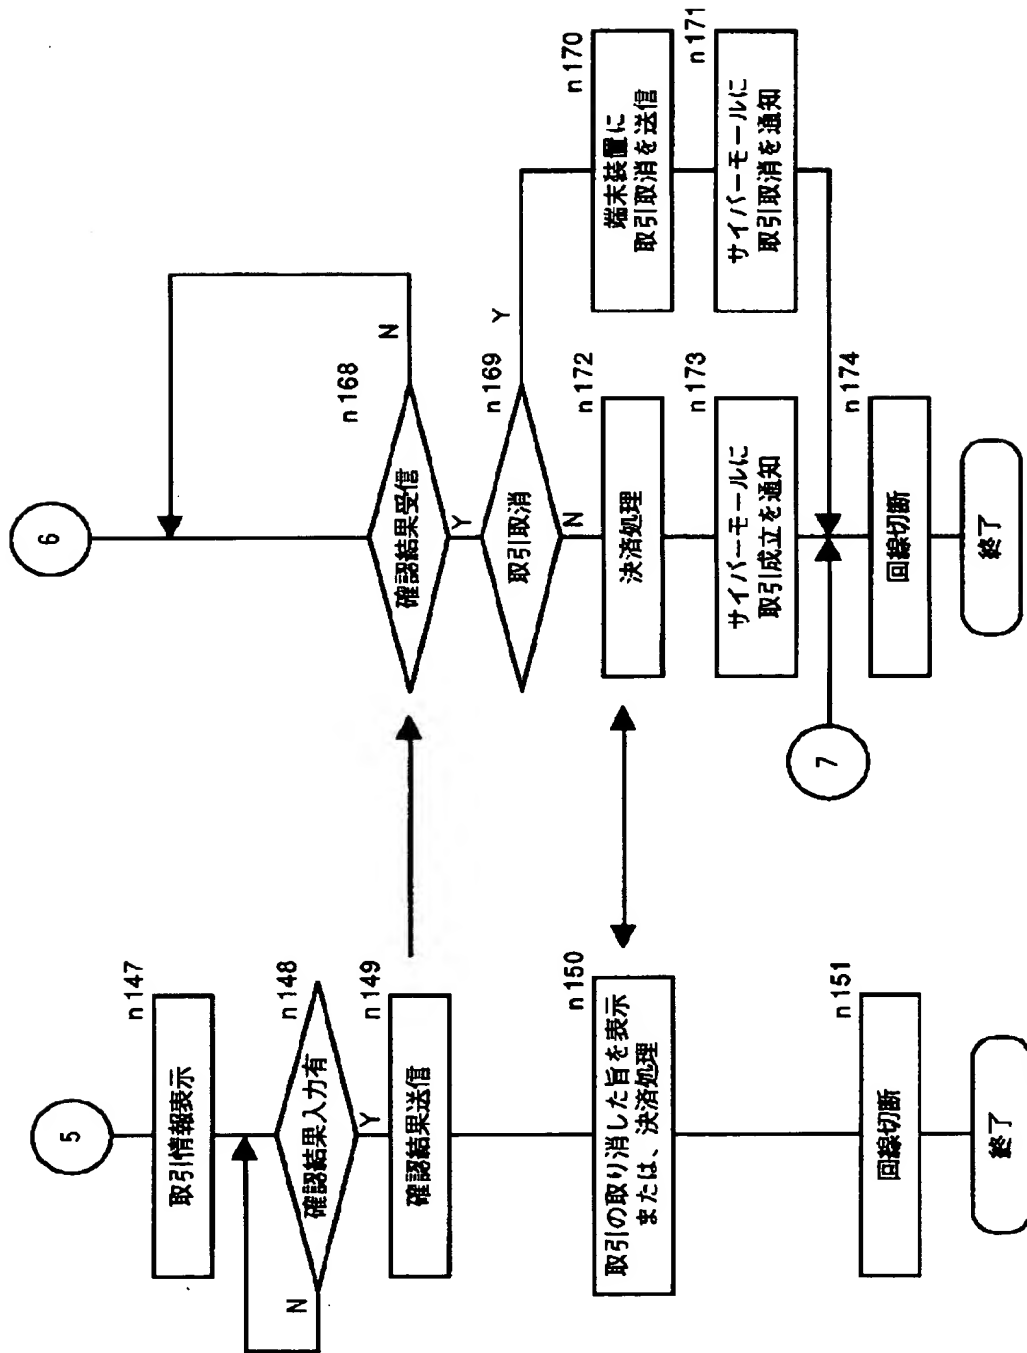 5
n147
取引情報表示
n148
確認結果入力有
N
Y
n149
確認結果送信
n150
取引の取り消した旨を表示
または、決済処理
n151
回線切断
終了
6
n168
確認結果受信
N
Y
n169
取引取消
Y
N
n170
端末装置に
取引取消を送信
n171
サイバーモールに
取引取消を通知
n172
決済処理
n173
サイバーモールに
取引成立を通知
7
n174
回線切断
終了